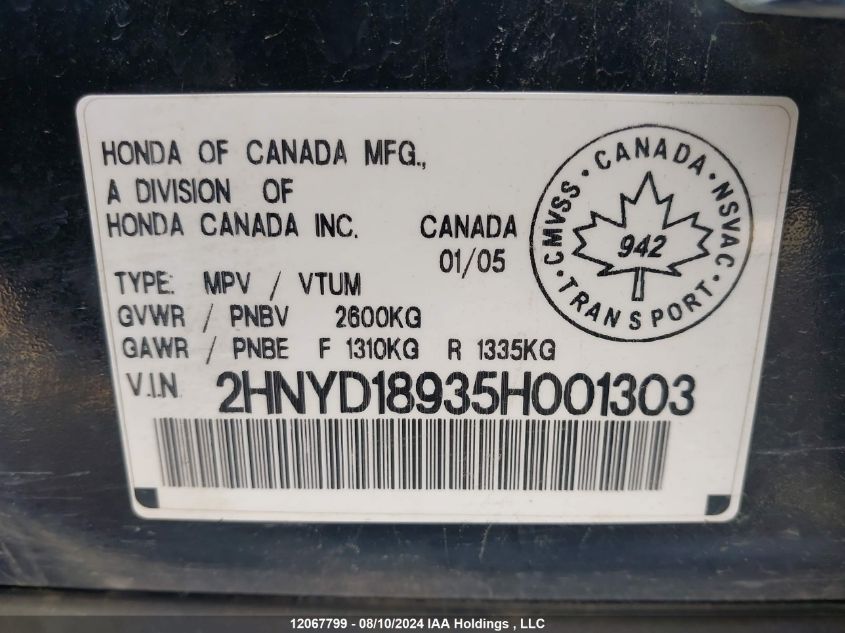 HONDA OF CANADA MFG.,
A DIVISION OF
HONDA CANADA INC. CANADA
01/05
TYPE: MPV / VTUM
GVWR / PNBV 2600KG
GAWR / PNBE F 1310KG R 1335KG
V.I.N. 2HNYD18935H001303
CMVSS · CANADA · NSVAC · TRANSPORT ·
942
12067799 - 08/10/2024 IAA Holdings , LLC